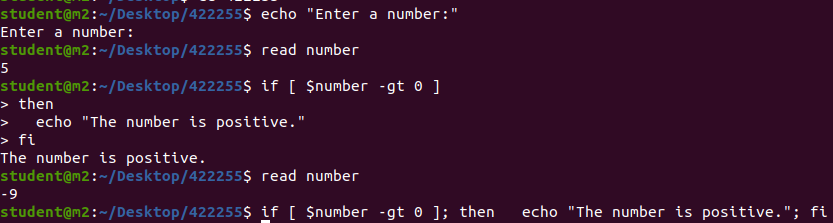 student@m2:~/Desktop/422255$ echo "Enter a number:"
Enter a number:
student@m2:~/Desktop/422255$ read number
5
student@m2:~/Desktop/422255$ if [ $number -gt 0 ]
> then
>   echo "The number is positive."
> fi
The number is positive.
student@m2:~/Desktop/422255$ read number
-9
student@m2:~/Desktop/422255$ if [ $number -gt 0 ]; then   echo "The number is positive."; fi